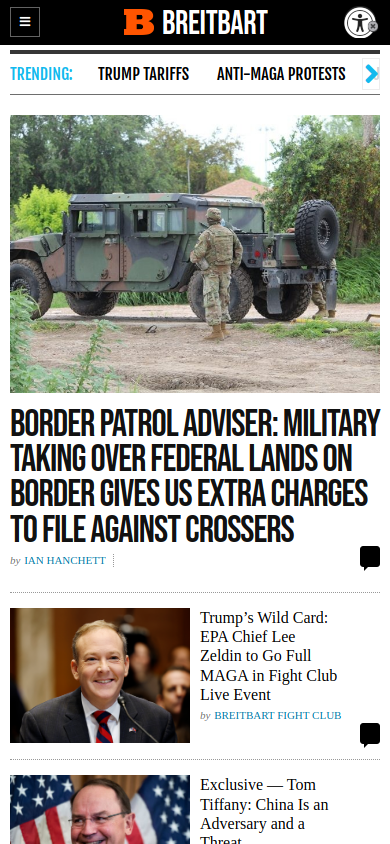 B BREITBART
TRENDING: TRUMP TARIFFS ANTI-MAGA PROTESTS
BORDER PATROL ADVISER: MILITARY
TAKING OVER FEDERAL LANDS ON
BORDER GIVES US EXTRA CHARGES
TO FILE AGAINST CROSSERS
by IAN HANCHETT
Trump’s Wild Card:
EPA Chief Lee
Zeldin to Go Full
MAGA in Fight Club
Live Event
by BREITBART FIGHT CLUB
Exclusive — Tom
Tiffany: China Is an
Adversary and a
Threat